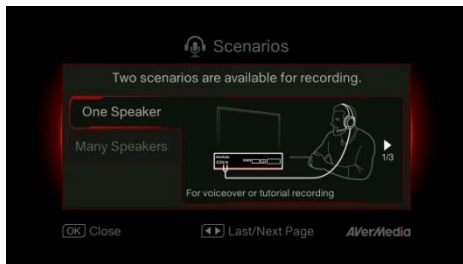 Scenarios
Two scenarios are available for recording.
One Speaker
Many Speakers
1/3
For voiceover or tutorial recording
OK Close
Last/Next Page
AVerMedia